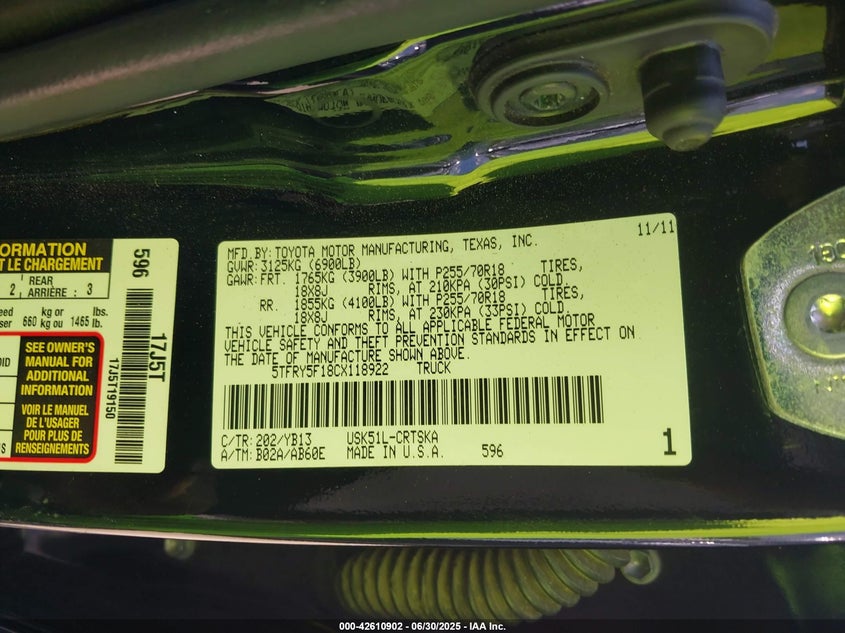 ORMATION
T LE CHARGEMENT
2 REAR ARRIÈRE : 3
660 kg or kg ou 1465 lbs. lb.
SEE OWNER'S
MANUAL FOR
ADDITIONAL
INFORMATION
VOIR LE MANUEL
DE L'USAGER
POUR PLUS DE
RENSEIGNEMENTS
596
17J5T
17J5T19150
MFD.BY: TOYOTA MOTOR MANUFACTURING, TEXAS, INC. 11/11
GVWR: 3125KG (6900LB)
GAWR: FRT. 1765KG (3900LB) WITH P255/70R18 TIRES,
18X8J RIMS, AT 210KPA (30PSI) COLD.
RR. 1855KG (4100LB) WITH P255/70R18 TIRES,
18X8J RIMS, AT 230KPA (33PSI) COLD.
THIS VEHICLE CONFORMS TO ALL APPLICABLE FEDERAL MOTOR
VEHICLE SAFETY AND THEFT PREVENTION STANDARDS IN EFFECT ON
THE DATE OF MANUFACTURE SHOWN ABOVE.
5TFRY5F18CX118922 TRUCK
C/TR: 202/YB13 USK51L-CRTSKA
A/TM: B02A/AB60E MADE IN U.S.A. 596 1
000-42610902 - 06/30/2025 - IAA Inc.